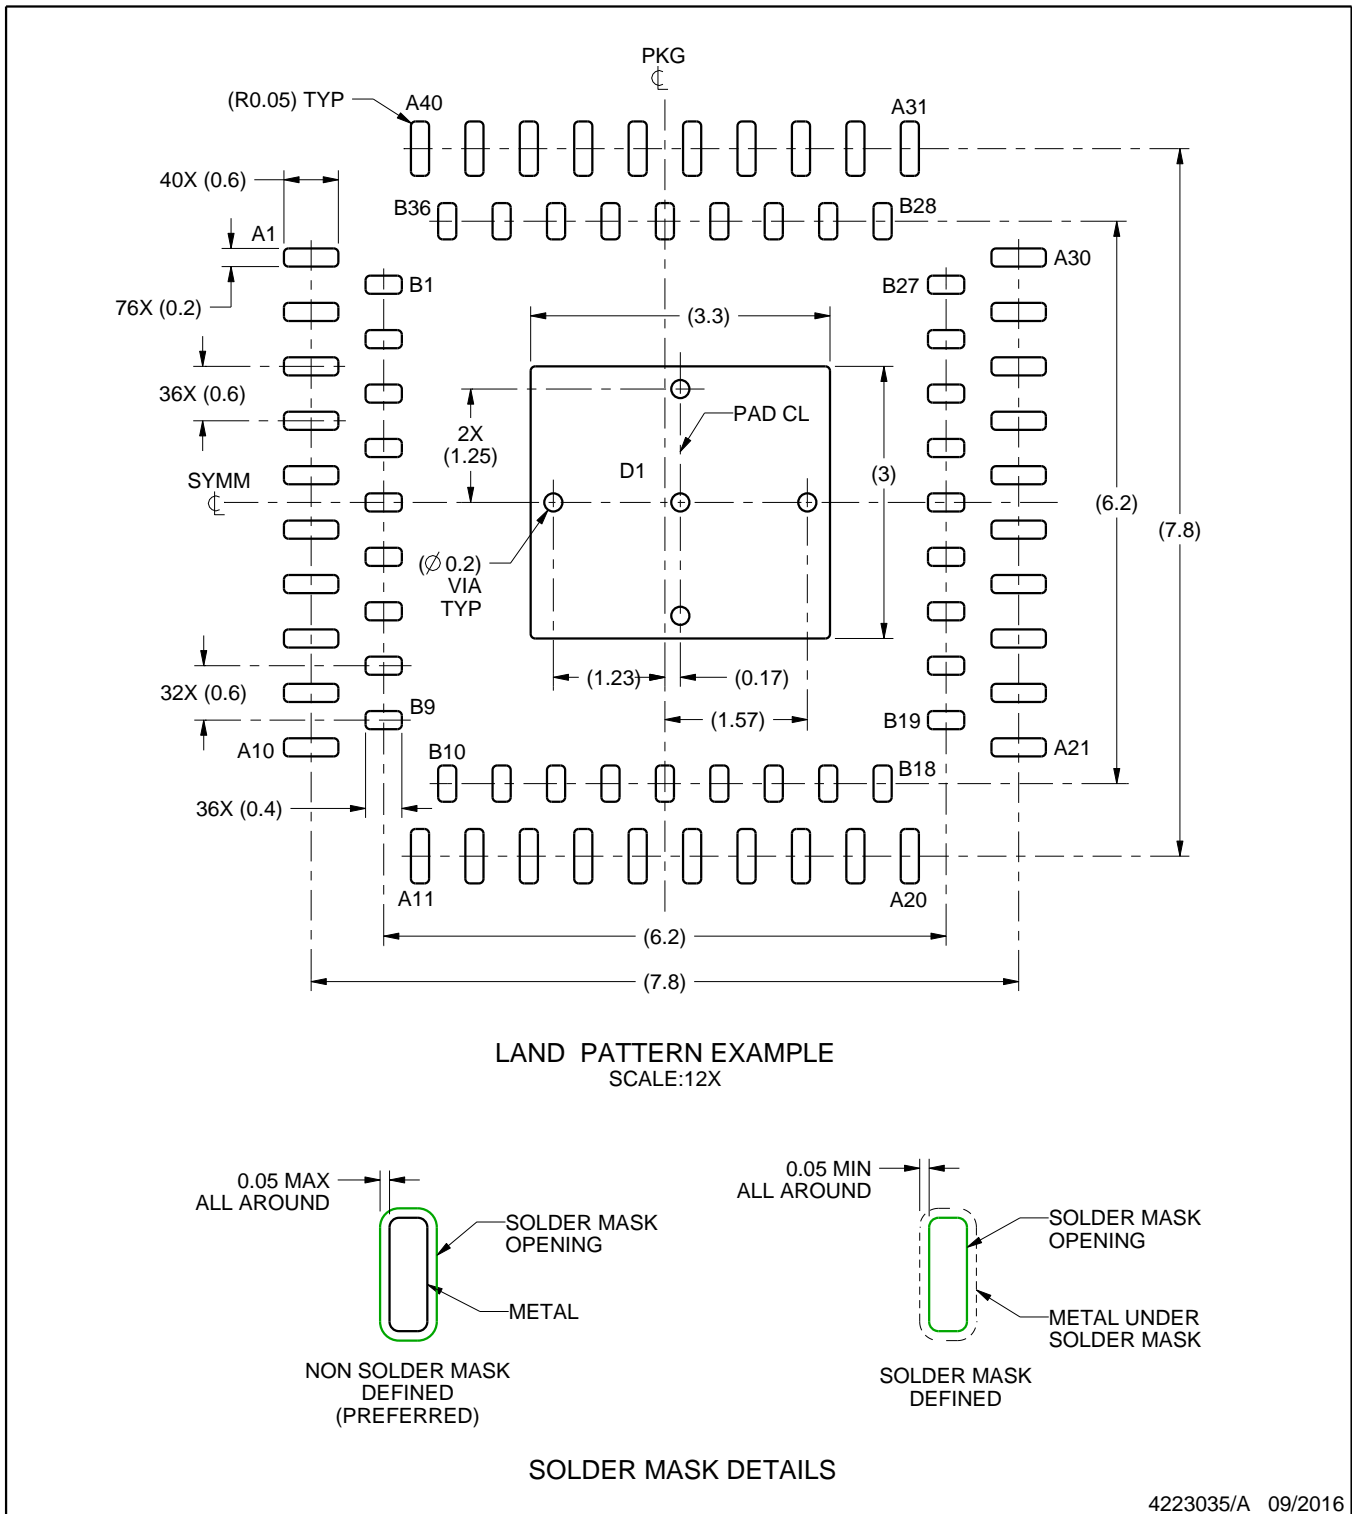 PKG
℄
(R0.05) TYP
A40
A31
40X (0.6)
B36
B28
A1
A30
B1
B27
76X (0.2)
(3.3)
36X (0.6)
PAD CL
2X
(1.25)
D1
(3)
SYMM
℄
(6.2)
(7.8)
(∅ 0.2)
VIA
TYP
(1.23)
(0.17)
32X (0.6)
B9
(1.57)
B19
A10
A21
B10
B18
36X (0.4)
A11
A20
(6.2)
(7.8)
LAND PATTERN EXAMPLE
SCALE:12X
0.05 MAX
ALL AROUND
SOLDER MASK
OPENING
METAL
NON SOLDER MASK
DEFINED
(PREFERRED)
0.05 MIN
ALL AROUND
SOLDER MASK
OPENING
METAL UNDER
SOLDER MASK
SOLDER MASK
DEFINED
SOLDER MASK DETAILS
4223035/A 09/2016